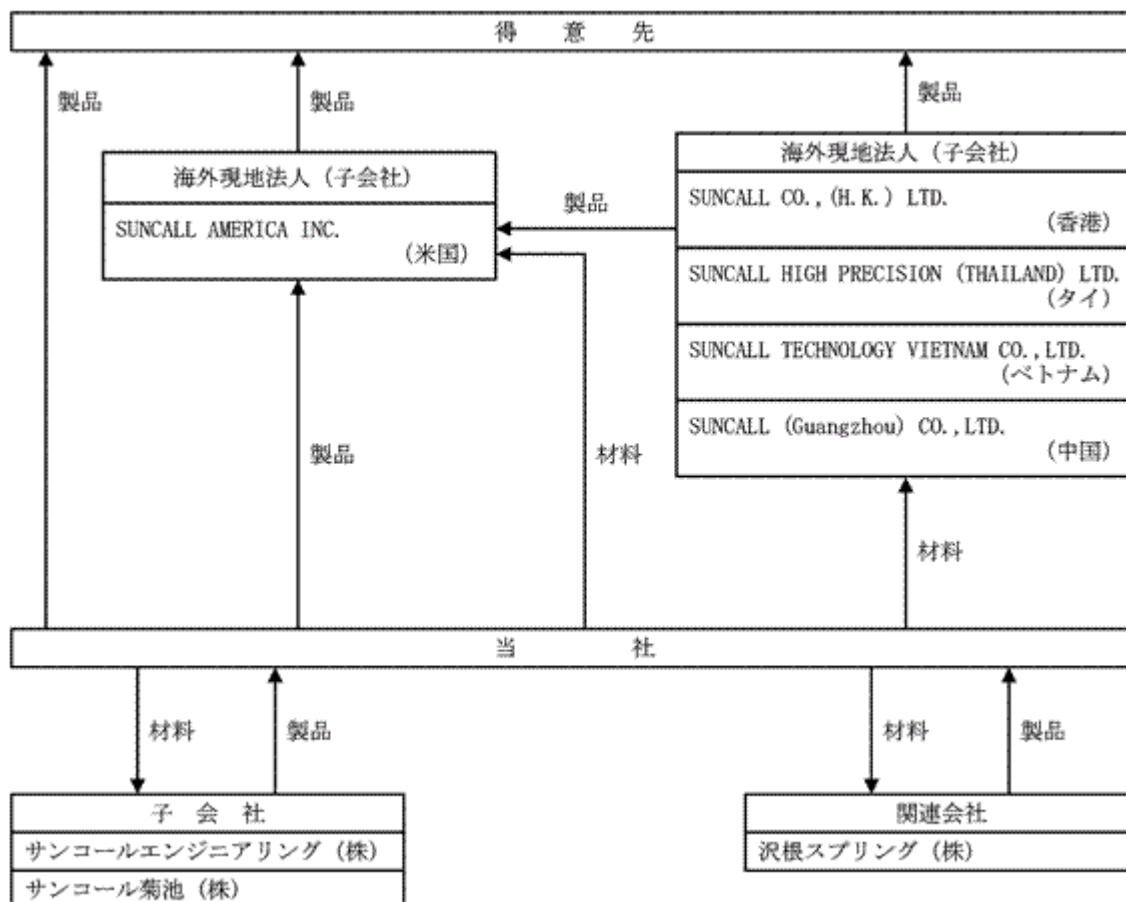 得意先
製品
製品
製品
海外現地法人（子会社）
SUNCALL AMERICA INC.
（米国）
製品
海外現地法人（子会社）
SUNCALL CO.,(H.K.) LTD.
（香港）
SUNCALL HIGH PRECISION (THAILAND) LTD.
（タイ）
SUNCALL TECHNOLOGY VIETNAM CO.,LTD.
（ベトナム）
SUNCALL (Guangzhou) CO.,LTD.
（中国）
製品
材料
材料
当社
材料
製品
材料
製品
子会社
サンコールエンジニアリング（株）
サンコール菊池（株）
関連会社
沢根スプリング（株）